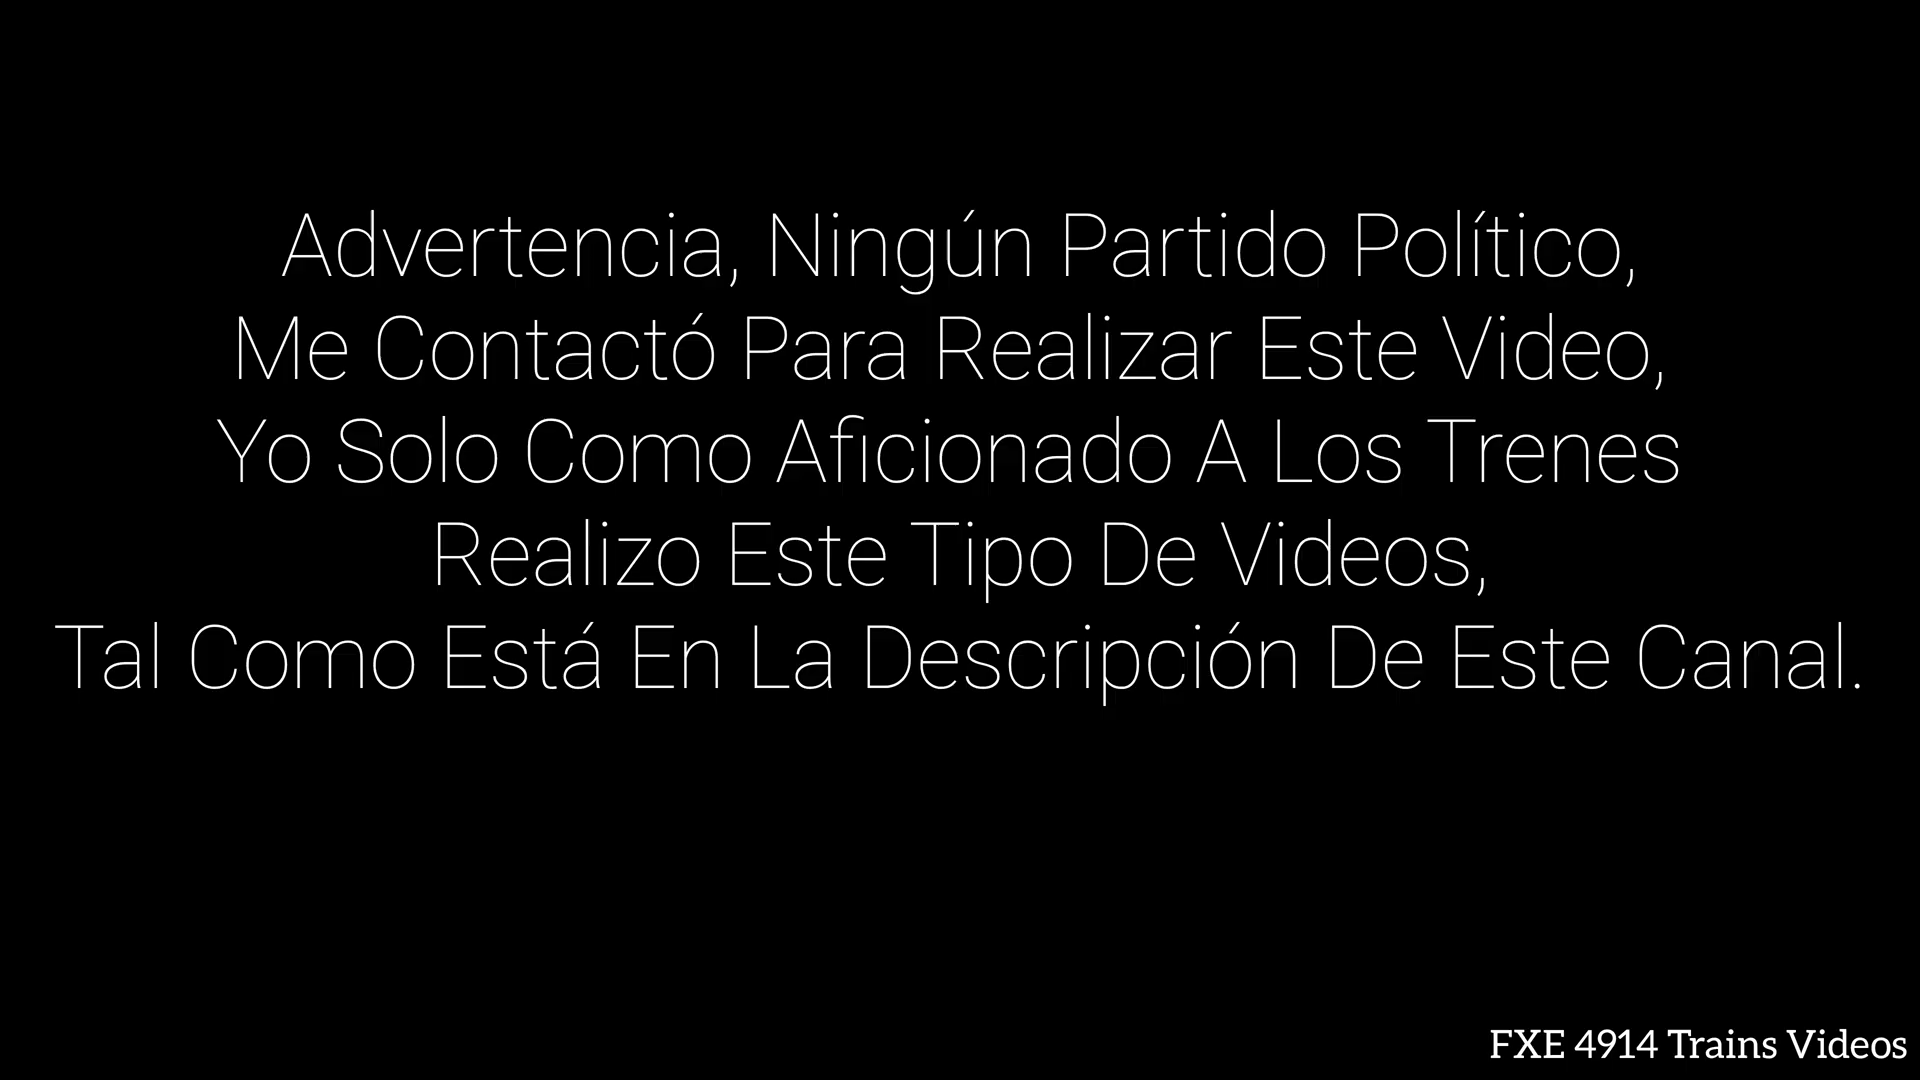 Advertencia, Ningún Partido Político,
Me Contactó Para Realizar Este Video,
Yo Solo Como Aficionado A Los Trenes
Realizo Este Tipo De Videos,
Tal Como Está En La Descripción De Este Canal.
FXE 4914 Trains Videos